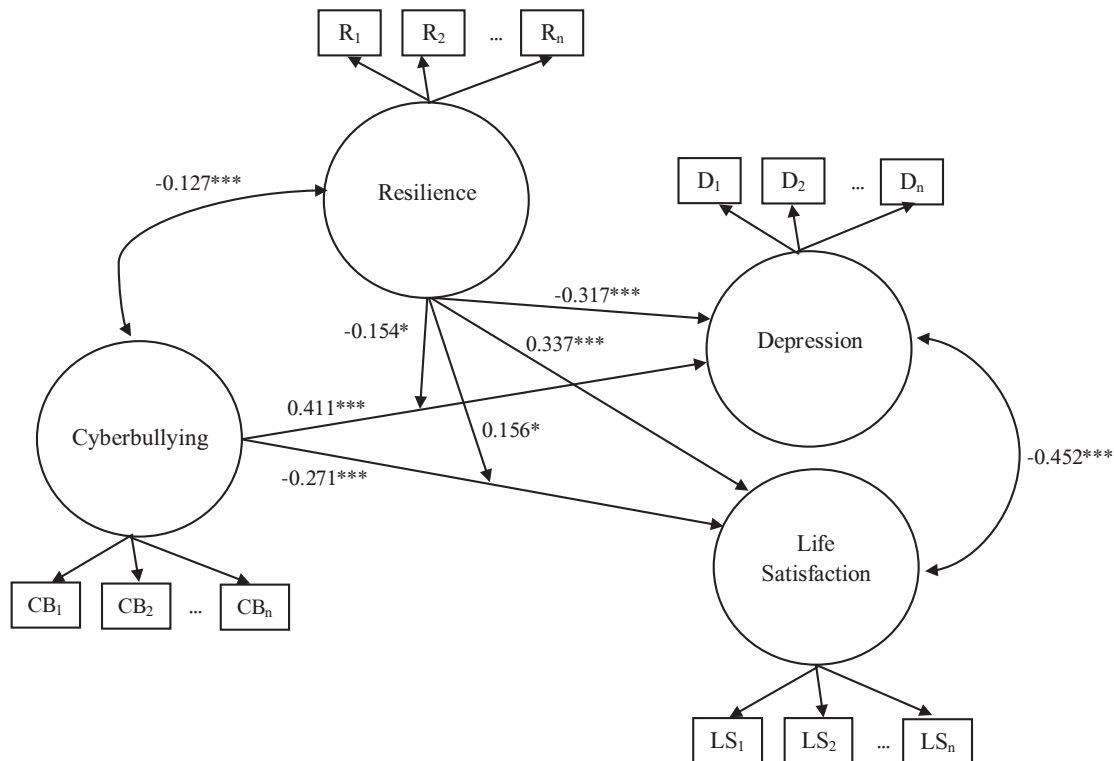 R₁ R₂ ... Rₙ
-0.127***
Resilience
D₁ D₂ ... Dₙ
-0.317***
-0.154*
0.337***
Depression
0.411***
Cyberbullying
0.156*
-0.452***
-0.271***
Life
Satisfaction
CB₁ CB₂ ... CBₙ
LS₁ LS₂ ... LSₙ